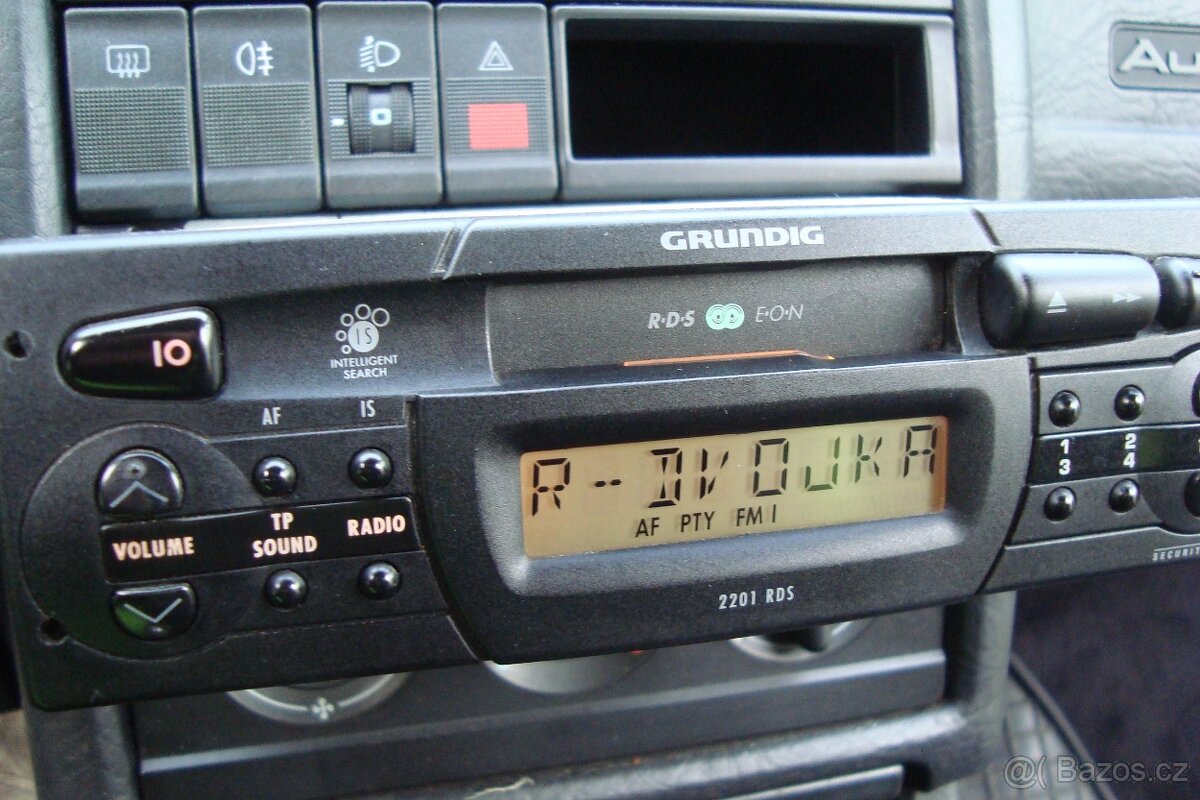 Au
GRUNDIG
R·D·S E·O·N
IO
IS
INTELLIGENT
SEARCH
AF IS
R-DVOJKA
AF PTY FM I
1 2
3 4
TP
VOLUME SOUND RADIO
2201 RDS
SECURIT
@( Bazos.cz